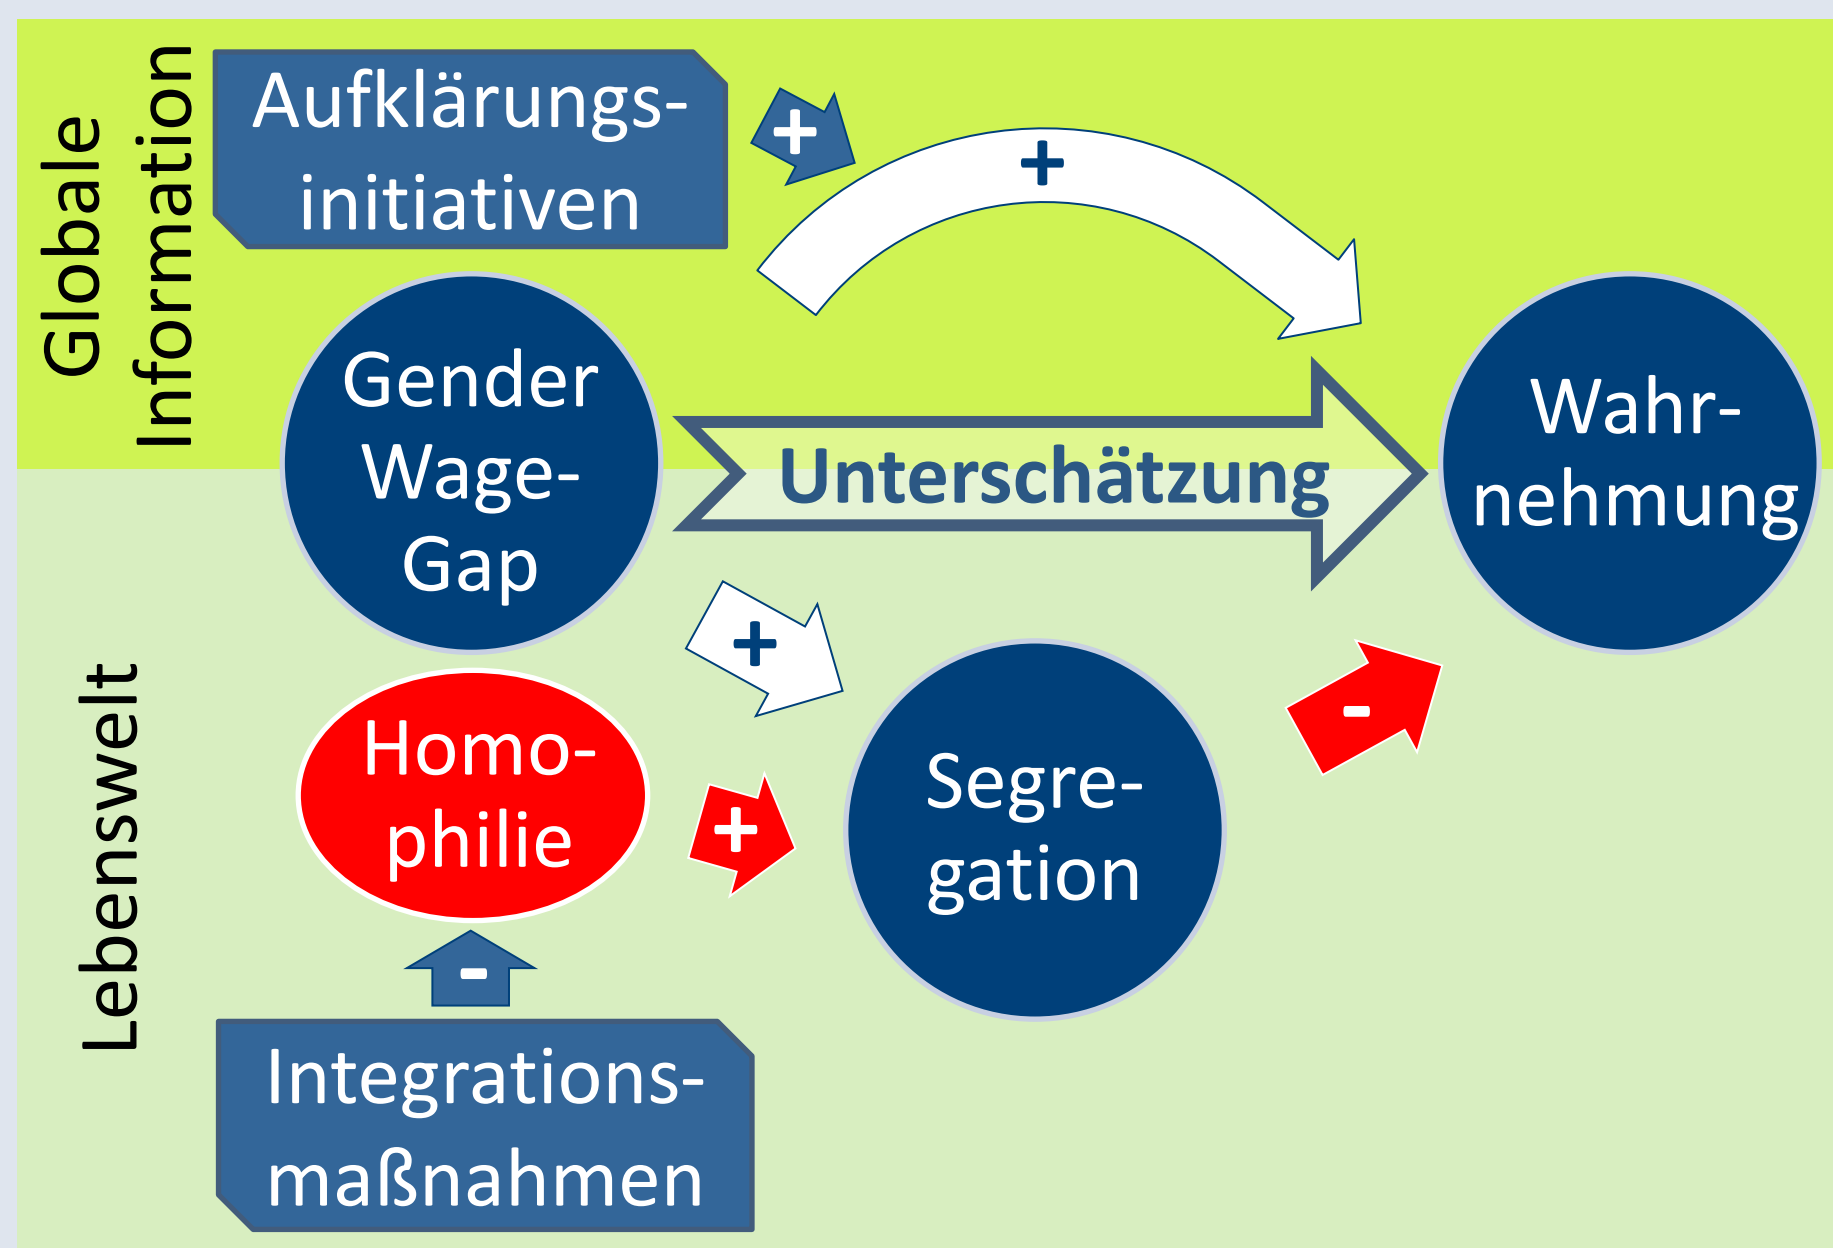 Globale
Information
Aufklärungs-
initiativen
+
+
Gender
Wage-
Gap
Unterschätzung
Wahr-
nehmung
Lebenswelt
+
Homo-
philie
+
Segre-
gation
-
-
Integrations-
maßnahmen